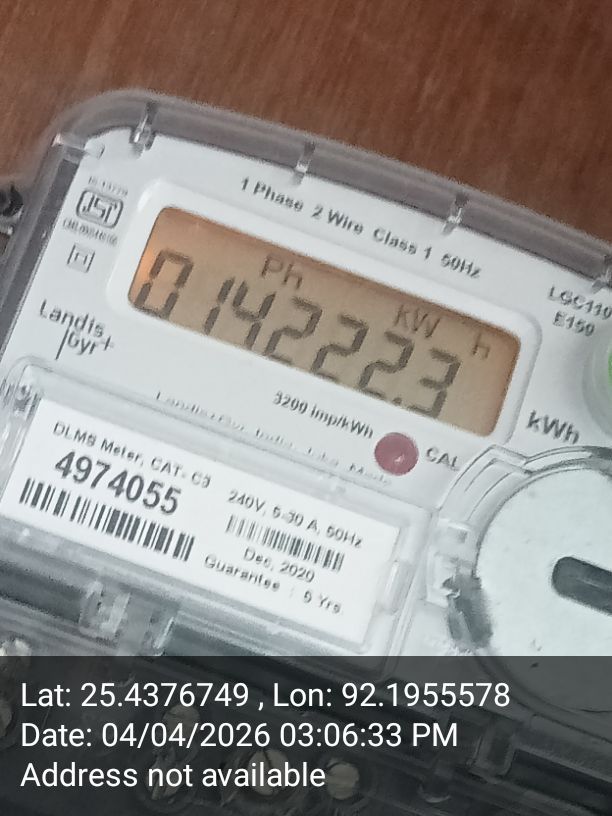 1 Phase 2 Wire Class 1 50Hz
LGC110
E150
Ph kW h
014222.3
Landis
Gyr+
3200 imp/kWh
CAL
kWh
DLMS Meter, CAT. C3
4974055
240V, 5-30 A, 50Hz
Dec, 2020
Guarantee : 5 Yrs
Lat: 25.4376749 , Lon: 92.1955578
Date: 04/04/2026 03:06:33 PM
Address not available